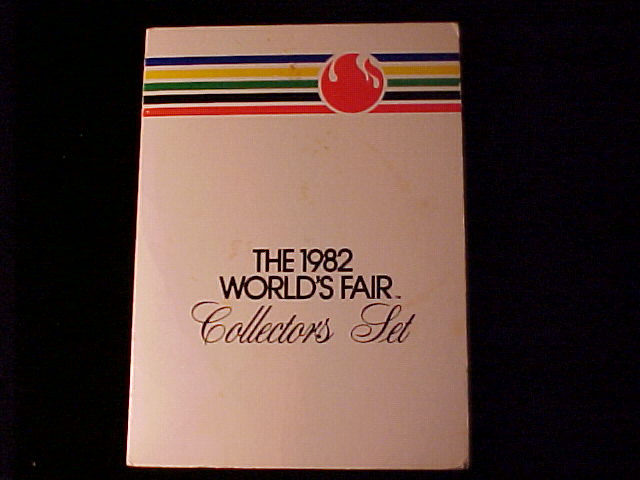 THE 1982
WORLD'S FAIR™
Collectors Set